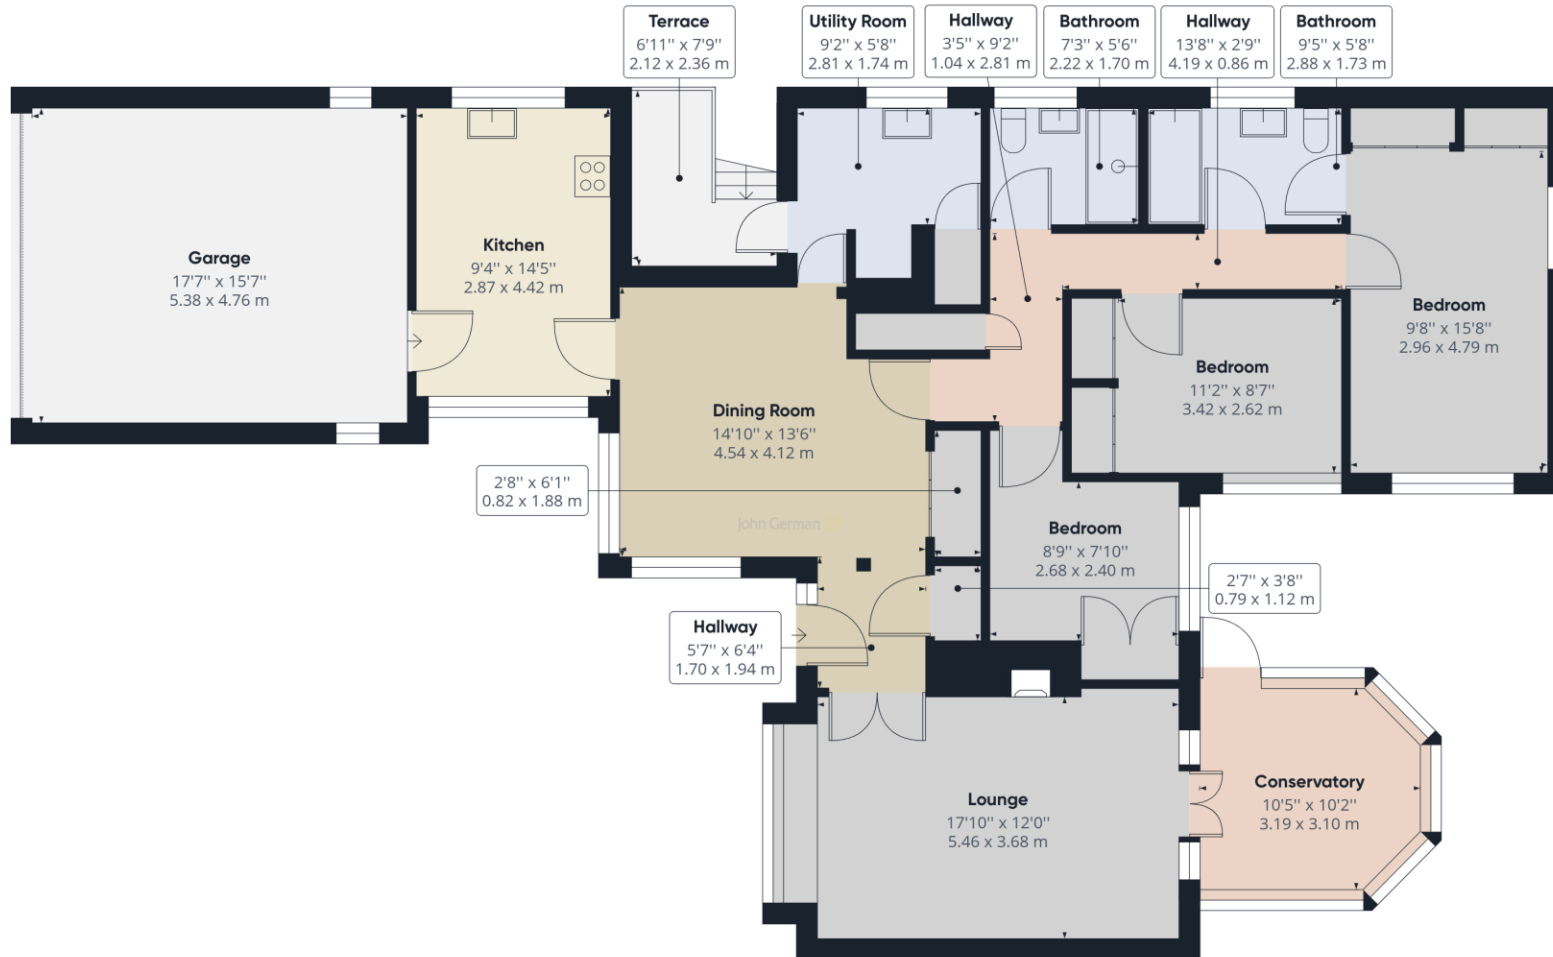 Terrace
6'11'' x 7'9''
2.12 x 2.36 m
Utility Room
9'2'' x 5'8''
2.81 x 1.74 m
Hallway
3'5'' x 9'2''
1.04 x 2.81 m
Bathroom
7'3'' x 5'6''
2.22 x 1.70 m
Hallway
13'8'' x 2'9''
4.19 x 0.86 m
Bathroom
9'5'' x 5'8''
2.88 x 1.73 m
Garage
17'7'' x 15'7''
5.38 x 4.76 m
Kitchen
9'4'' x 14'5''
2.87 x 4.42 m
Bedroom
9'8'' x 15'8''
2.96 x 4.79 m
Bedroom
11'2'' x 8'7''
3.42 x 2.62 m
Dining Room
14'10'' x 13'6''
4.54 x 4.12 m
2'8'' x 6'1''
0.82 x 1.88 m
John German
Bedroom
8'9'' x 7'10''
2.68 x 2.40 m
2'7'' x 3'8''
0.79 x 1.12 m
Hallway
5'7'' x 6'4''
1.70 x 1.94 m
Lounge
17'10'' x 12'0''
5.46 x 3.68 m
Conservatory
10'5'' x 10'2''
3.19 x 3.10 m